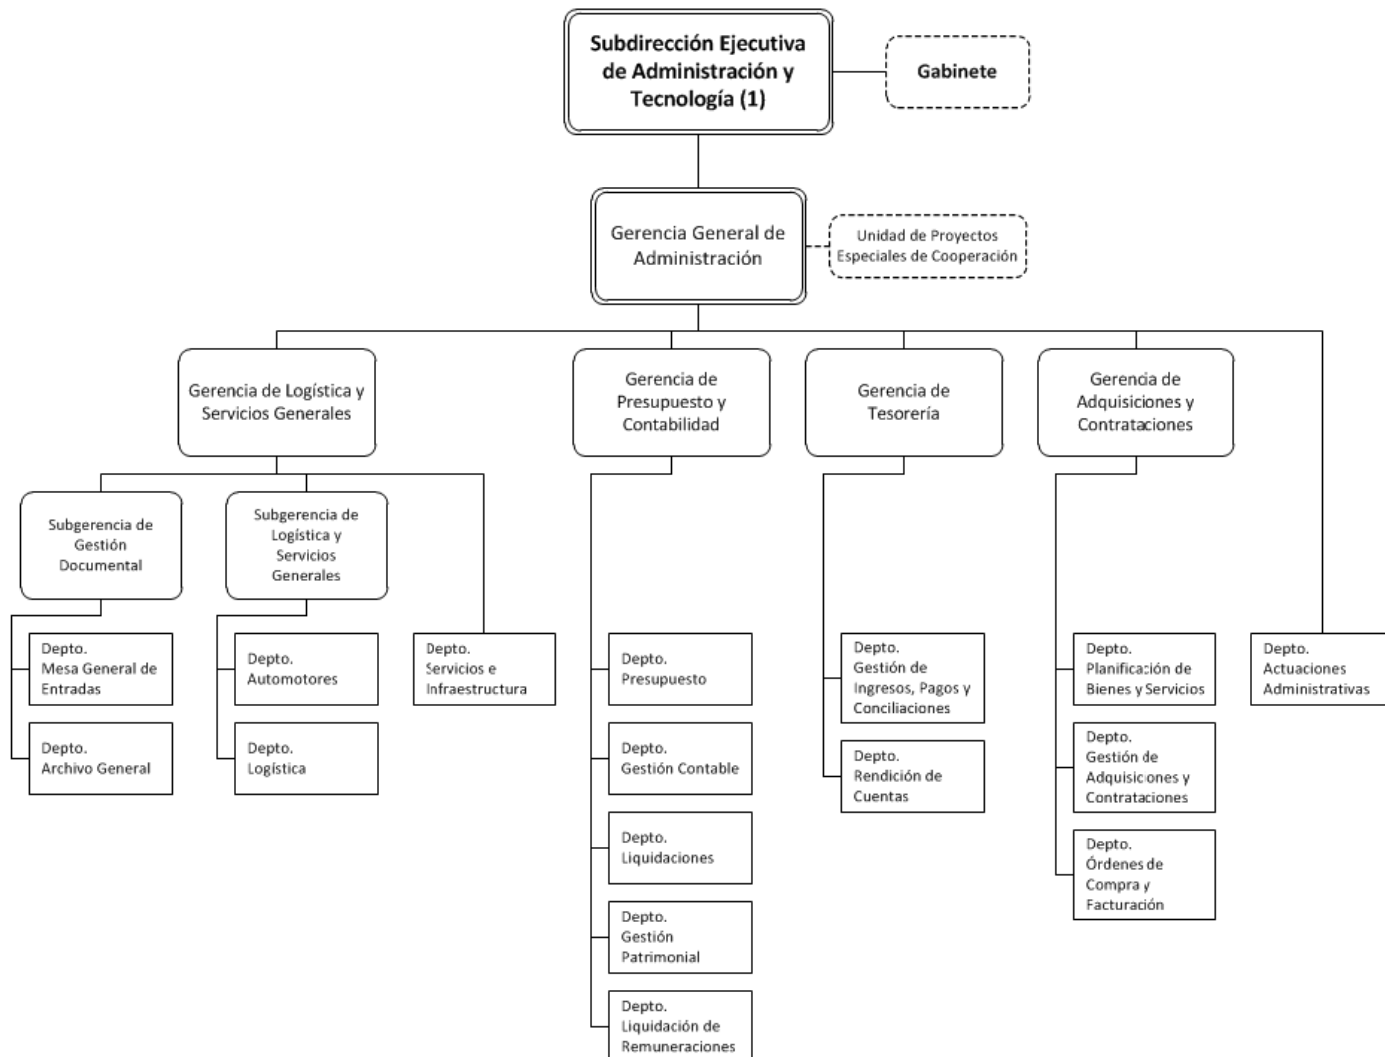 Subdirección Ejecutiva
de Administración y
Tecnología (1)
Gabinete
Gerencia General de
Administración
Unidad de Proyectos
Especiales de Cooperación
Gerencia de Logística y
Servicios Generales
Gerencia de
Presupuesto y
Contabilidad
Gerencia de
Tesorería
Gerencia de
Adquisiciones y
Contrataciones
Subgerencia de
Gestión
Documental
Subgerencia de
Logística y
Servicios
Generales
Depto.
Mesa General de
Entradas
Depto.
Archivo General
Depto.
Automotores
Depto.
Logística
Depto.
Servicios e
Infraestructura
Depto.
Presupuesto
Depto.
Gestión Contable
Depto.
Liquidaciones
Depto.
Gestión
Patrimonial
Depto.
Liquidación de
Remuneraciones
Depto.
Gestión de
Ingresos, Pagos y
Conciliaciones
Depto.
Rendición de
Cuentas
Depto.
Planificación de
Bienes y Servicios
Depto.
Gestión de
Adquisiciones y
Contrataciones
Depto.
Órdenes de
Compra y
Facturación
Depto.
Actuaciones
Administrativas